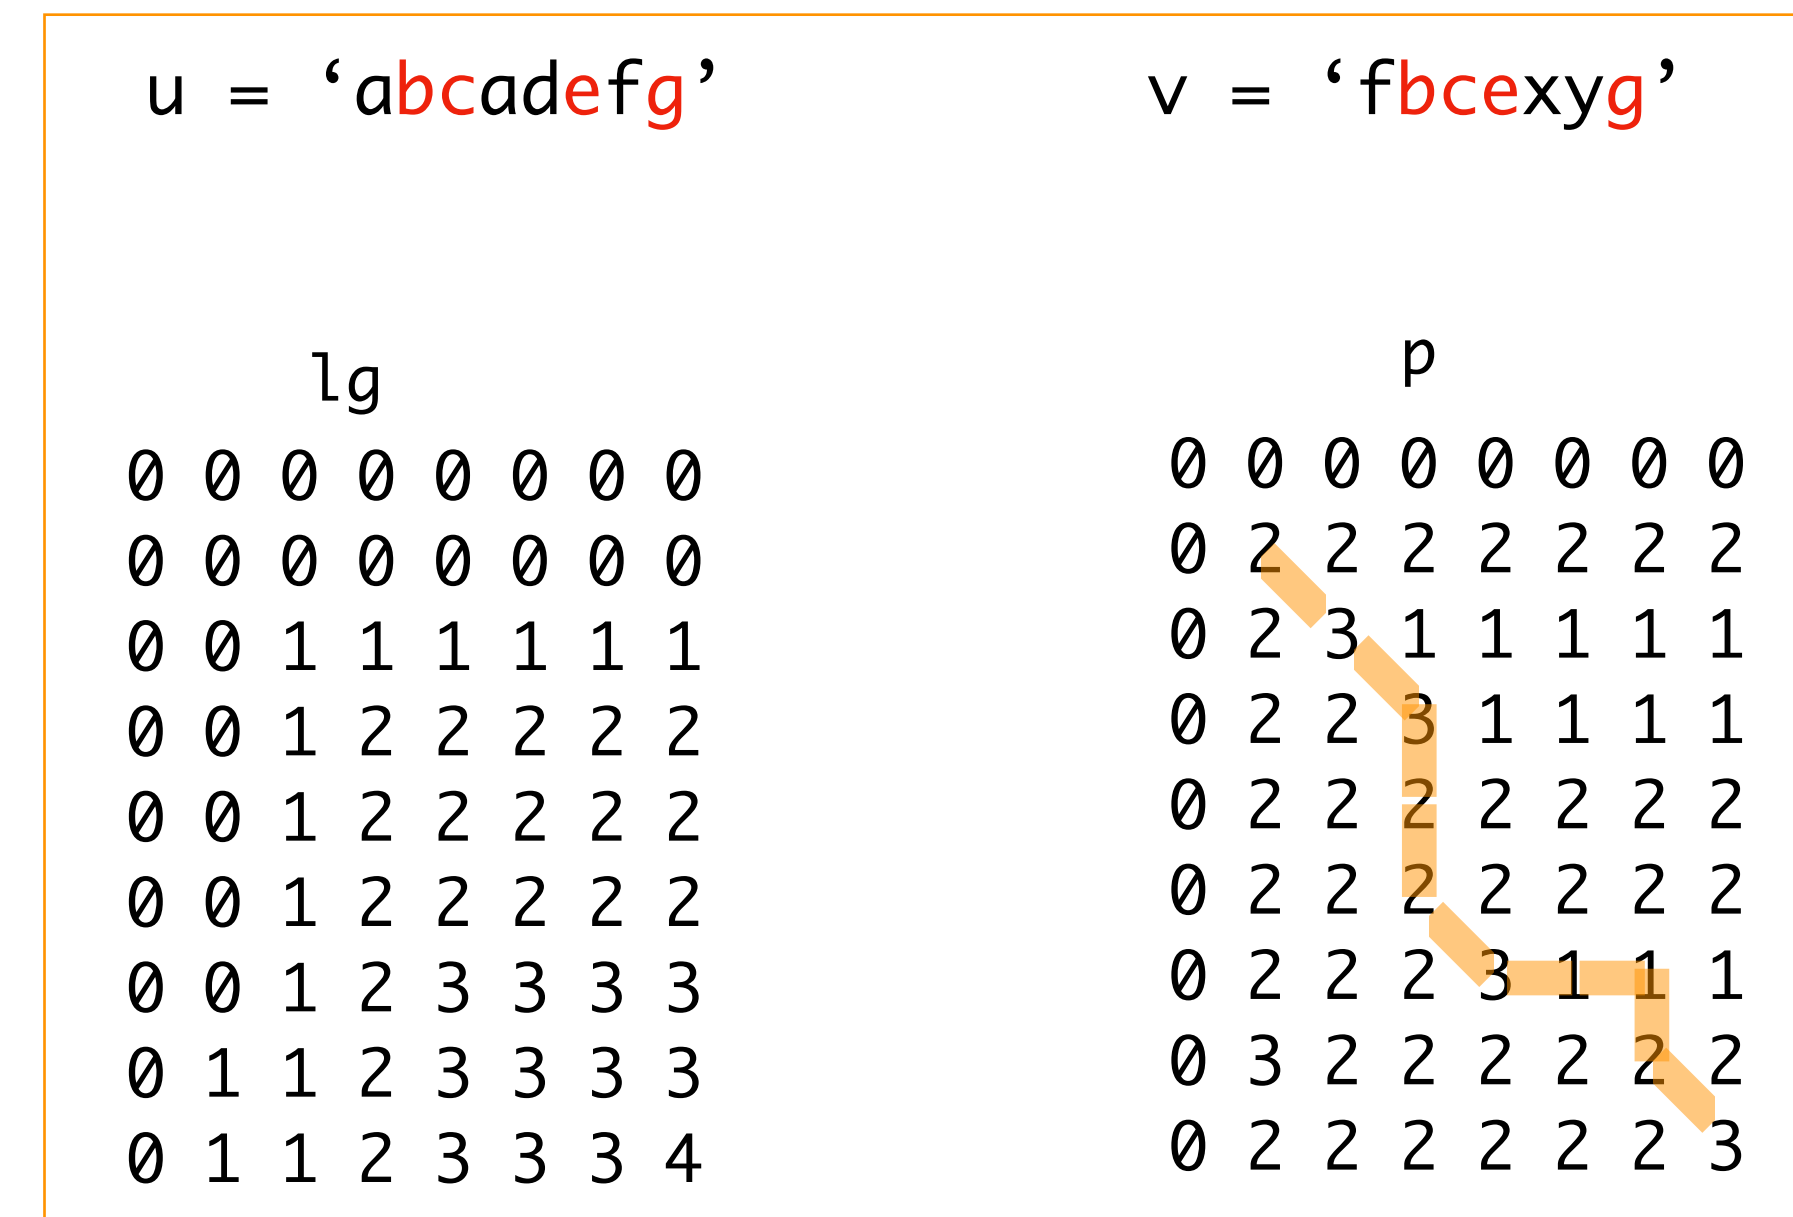 u = ‘abcadefg’ v = ‘fbcexyg’
lg
0 0 0 0 0 0 0 0
0 0 0 0 0 0 0 0
0 0 1 1 1 1 1 1
0 0 1 2 2 2 2 2
0 0 1 2 2 2 2 2
0 0 1 2 2 2 2 2
0 0 1 2 3 3 3 3
0 1 1 2 3 3 3 3
0 1 1 2 3 3 3 4
p
0 0 0 0 0 0 0 0
0 2 2 2 2 2 2 2
0 2 3 1 1 1 1 1
0 2 2 3 1 1 1 1
0 2 2 2 2 2 2 2
0 2 2 2 2 2 2 2
0 2 2 2 3 1 1 1
0 3 2 2 2 2 2 2
0 2 2 2 2 2 2 3